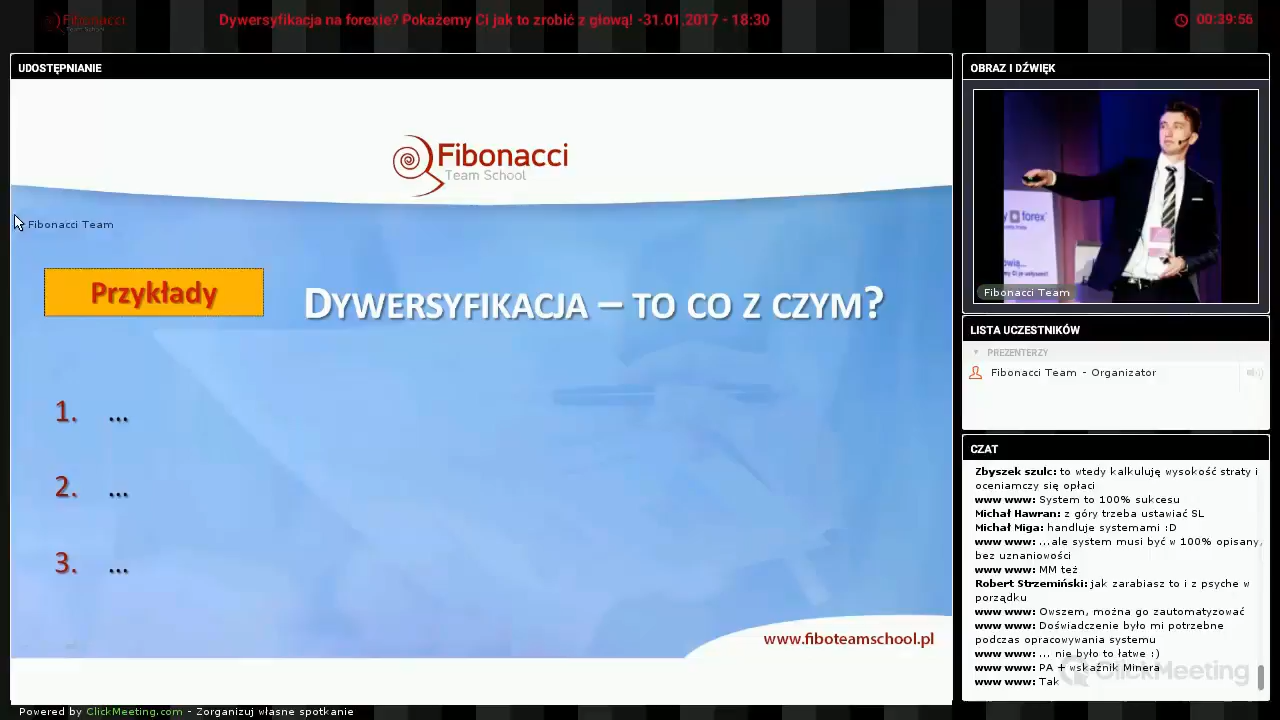 Fibonacci
Team School
Dywersyfikacja na forexie? Pokażemy Ci jak to zrobić z głową! -31.01.2017 - 18:30
00:39:56
UDOSTĘPNIANIE
Fibonacci
Team School
Fibonacci Team
Przykłady
DYWERSYFIKACJA – TO CO Z CZYM?
1. ...
2. ...
3. ...
www.fiboteamschool.pl
OBRAZ I DŹWIĘK
forex
Fibonacci Team
LISTA UCZESTNIKÓW
PREZENTERZY
Fibonacci Team - Organizator
CZAT
Zbyszek szulc: to wtedy kalkuluję wysokość straty i
oceniamczy się opłaci
www www: System to 100% sukcesu
Michał Hawran: z góry trzeba ustawiać SL
Michał Miga: handluje systemami :D
www www: ...ale system musi być w 100% opisany,
bez uznaniowości
www www: MM też
Robert Strzemiński: jak zarabiasz to i z psyche w
porządku
www www: Owszem, można go zautomatyzować
www www: Doświadczenie było mi potrzebne
podczas opracowywania systemu
www www: ... nie było to łatwe :)
www www: PA + wskaźnik Minera
www www: Tak
ClickMeeting
Powered by ClickMeeting.com - Zorganizuj własne spotkanie